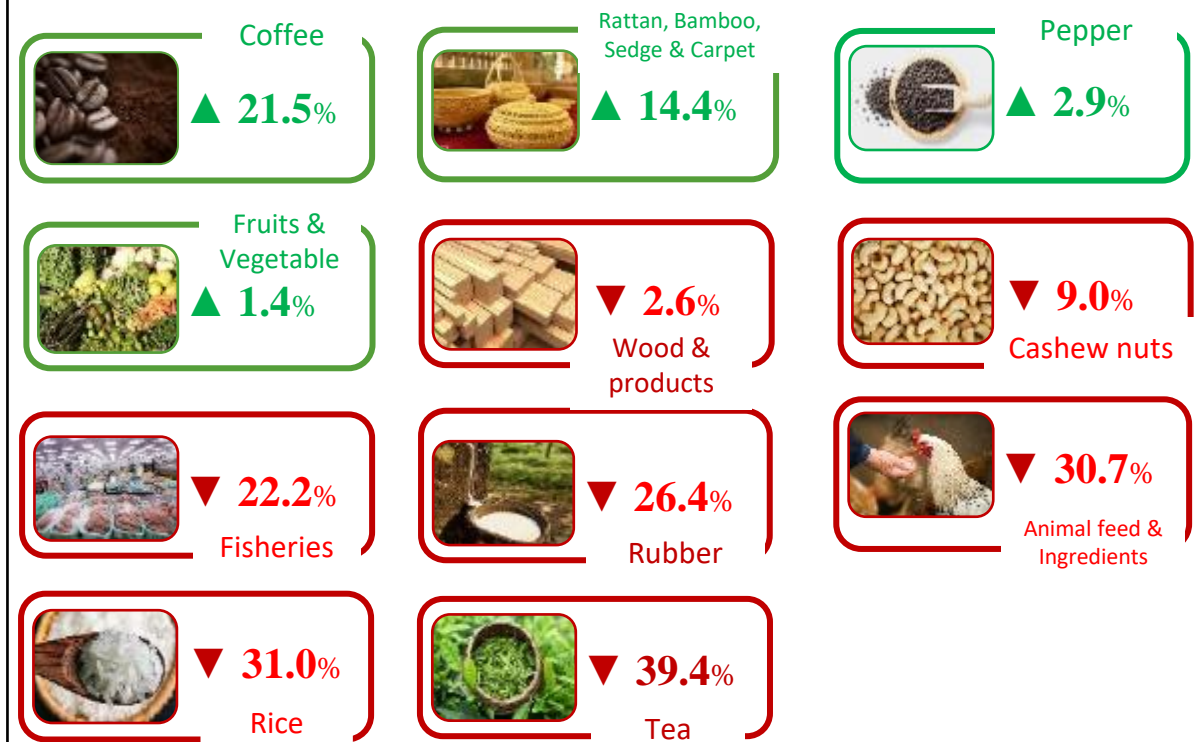 Coffee
▲ 21.5%
Rattan, Bamboo,
Sedge & Carpet
▲ 14.4%
Pepper
▲ 2.9%
Fruits &
Vegetable
▲ 1.4%
▼ 2.6%
Wood &
products
▼ 9.0%
Cashew nuts
▼ 22.2%
Fisheries
▼ 26.4%
Rubber
▼ 30.7%
Animal feed &
Ingredients
▼ 31.0%
Rice
▼ 39.4%
Tea